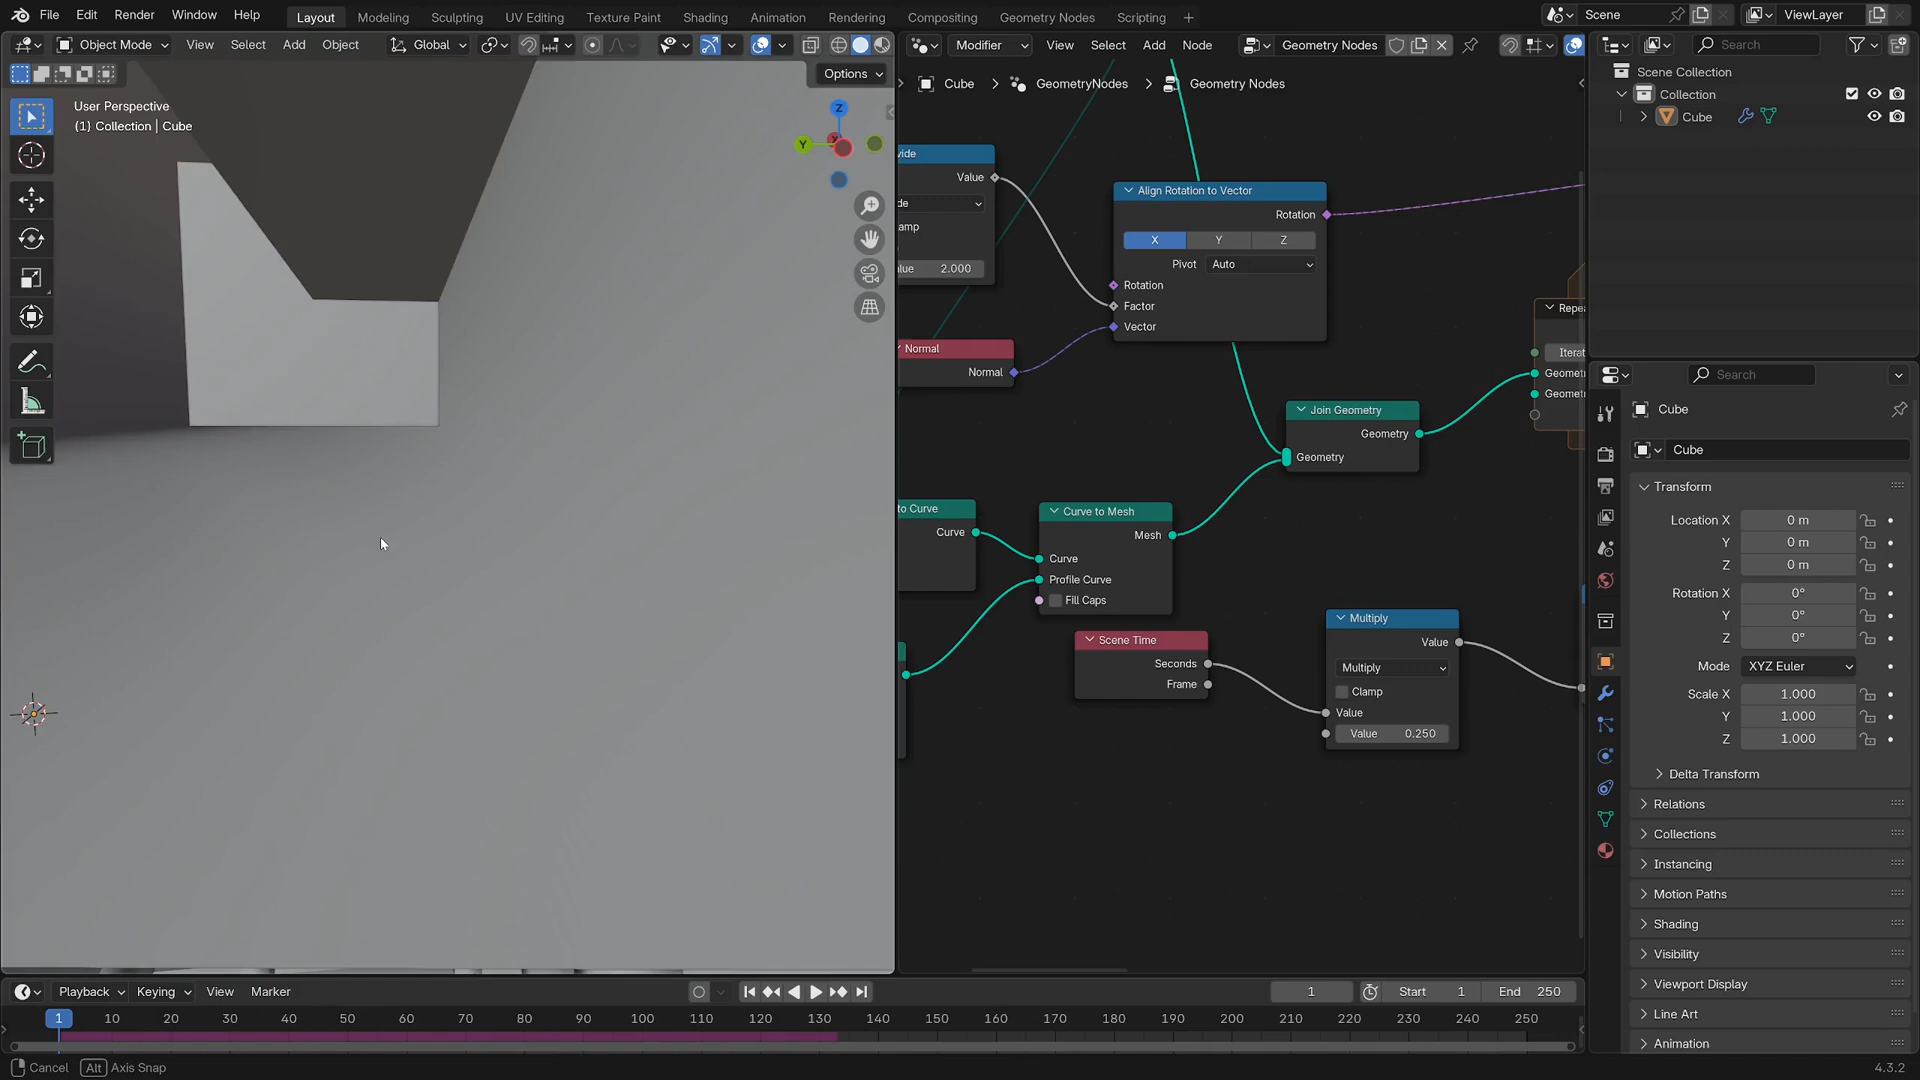 File Edit Render Window Help Layout Modeling Sculpting UV Editing Texture Paint Shading Animation Rendering Compositing Geometry Nodes Scripting + Scene ViewLayer
Object Mode View Select Add Object Global
Modifier View Select Add Node Geometry Nodes
Search
Options
User Perspective
(1) Collection | Cube
Z
Y
Cube > GeometryNodes > Geometry Nodes
Value
2.000
Normal
Normal
Align Rotation to Vector
Rotation
X Y Z
Pivot Auto
Rotation
Factor
Vector
Join Geometry
Geometry
Geometry
to Curve
Curve
Curve to Mesh
Mesh
Curve
Profile Curve
Fill Caps
Scene Time
Seconds
Frame
Multiply
Value
Multiply
Clamp
Value
Value 0.250
Scene Collection
Collection
Cube
Search
Cube
Cube
Transform
Location X 0 m
Y 0 m
Z 0 m
Rotation X 0°
Y 0°
Z 0°
Mode XYZ Euler
Scale X 1.000
Y 1.000
Z 1.000
Delta Transform
Relations
Collections
Instancing
Motion Paths
Shading
Visibility
Viewport Display
Line Art
Animation
Playback Keying View Marker
1 Start 1 End 250
1 10 20 30 40 50 60 70 80 90 100 110 120 130 140 150 160 170 180 190 200 210 220 230 240 250
Cancel Alt Axis Snap
4.3.2